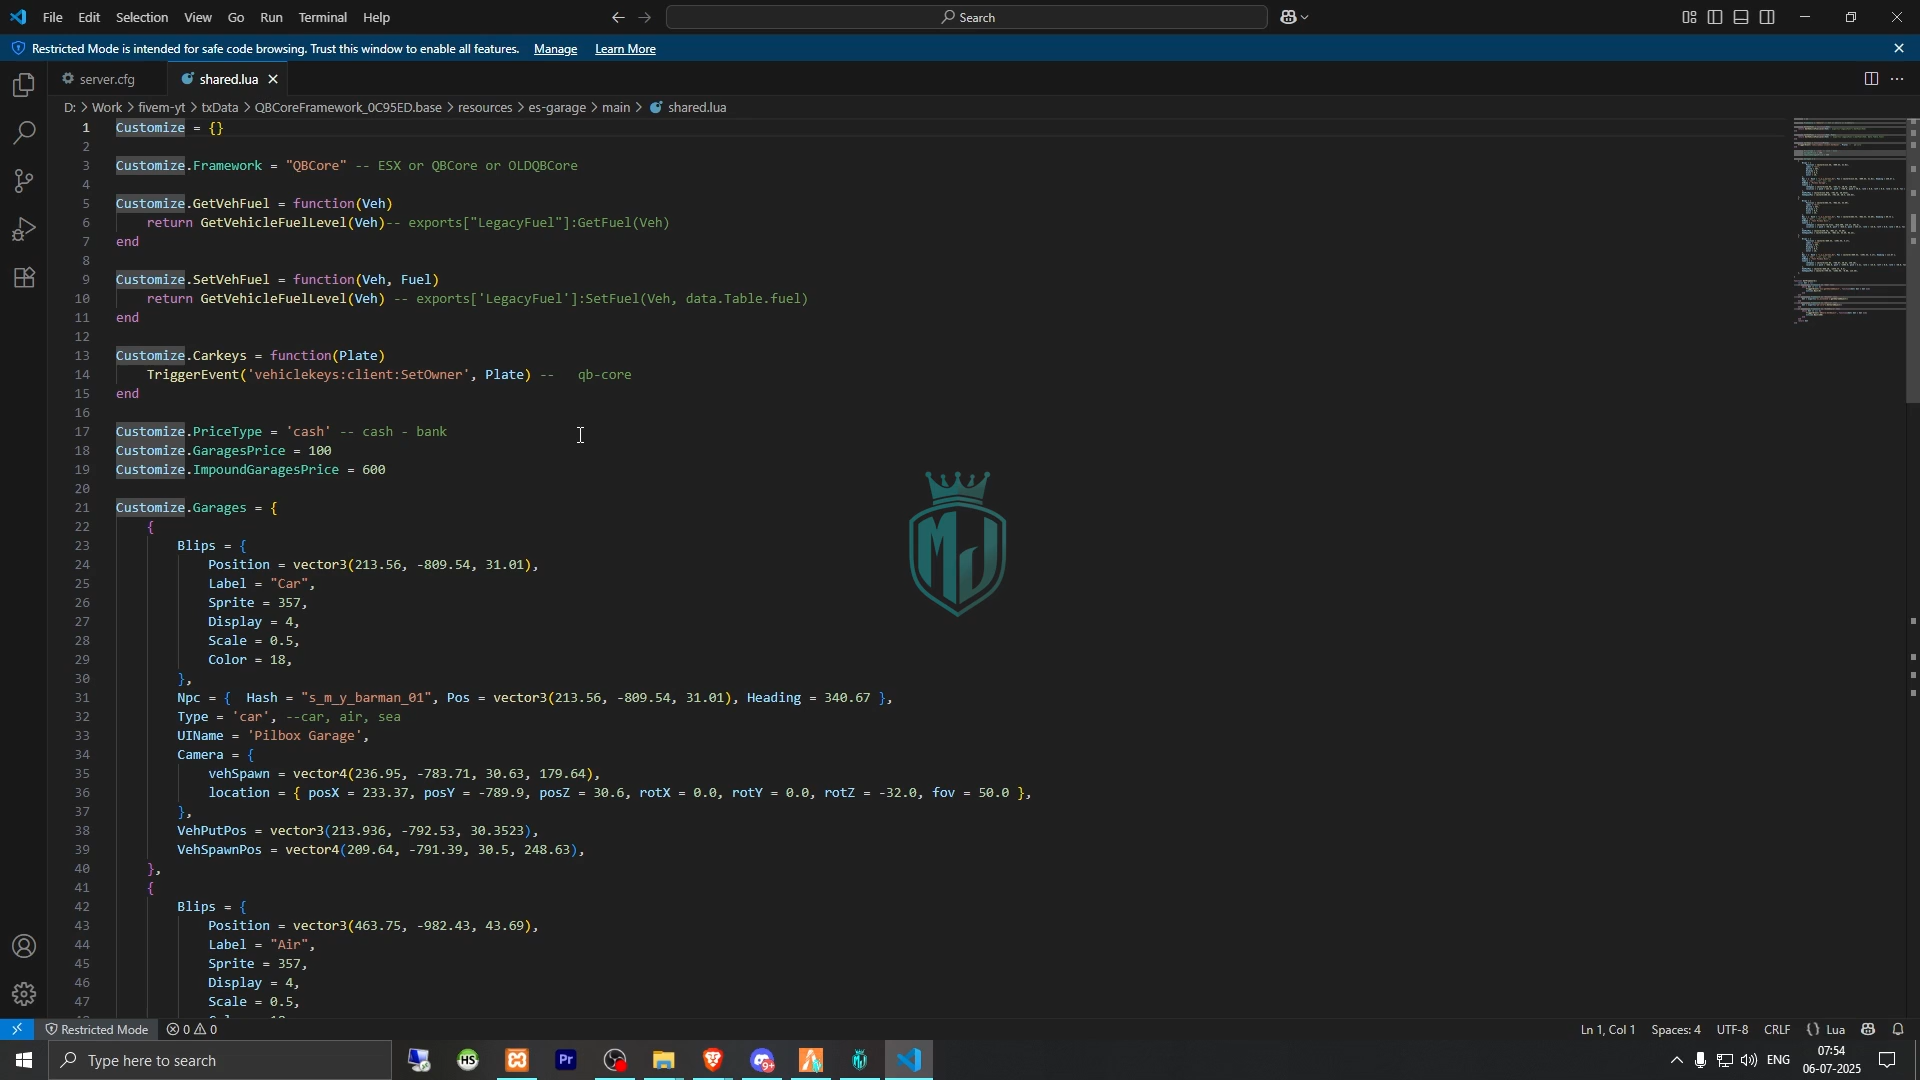 File Edit Selection View Go Run Terminal Help
Search
Restricted Mode is intended for safe code browsing. Trust this window to enable all features. Manage Learn More
server.cfg shared.lua
D: > Work > fivem-yt > txData > QBCoreFramework_0C95ED.base > resources > es-garage > main > shared.lua
1 Customize = {}
2
3 Customize.Framework = "QBCore" -- ESX or QBCore or OLDQBCore
4
5 Customize.GetVehFuel = function(Veh)
6 return GetVehicleFuelLevel(Veh)-- exports["LegacyFuel"]:GetFuel(Veh)
7 end
8
9 Customize.SetVehFuel = function(Veh, Fuel)
10 return GetVehicleFuelLevel(Veh) -- exports['LegacyFuel']:SetFuel(Veh, data.Table.fuel)
11 end
12
13 Customize.Carkeys = function(Plate)
14 TriggerEvent('vehiclekeys:client:SetOwner', Plate) -- qb-core
15 end
16
17 Customize.PriceType = 'cash' -- cash - bank
18 Customize.GaragesPrice = 100
19 Customize.ImpoundGaragesPrice = 600
20
21 Customize.Garages = {
22 {
23 Blips = {
24 Position = vector3(213.56, -809.54, 31.01),
25 Label = "Car",
26 Sprite = 357,
27 Display = 4,
28 Scale = 0.5,
29 Color = 18,
30 },
31 Npc = { Hash = "s_m_y_barman_01", Pos = vector3(213.56, -809.54, 31.01), Heading = 340.67 },
32 Type = 'car', --car, air, sea
33 UIName = 'Pilbox Garage',
34 Camera = {
35 vehSpawn = vector4(236.95, -783.71, 30.63, 179.64),
36 location = { posX = 233.37, posY = -789.9, posZ = 30.6, rotX = 0.0, rotY = 0.0, rotZ = -32.0, fov = 50.0 },
37 },
38 VehPutPos = vector3(213.936, -792.53, 30.3523),
39 VehSpawnPos = vector4(209.64, -791.39, 30.5, 248.63),
40 },
41 {
42 Blips = {
43 Position = vector3(463.75, -982.43, 43.69),
44 Label = "Air",
45 Sprite = 357,
46 Display = 4,
47 Scale = 0.5,
MJ
Restricted Mode 0 0 Ln 1, Col 1 Spaces: 4 UTF-8 CRLF {} Lua
Type here to search
HS Pr 9+ ENG
07:54
06-07-2025